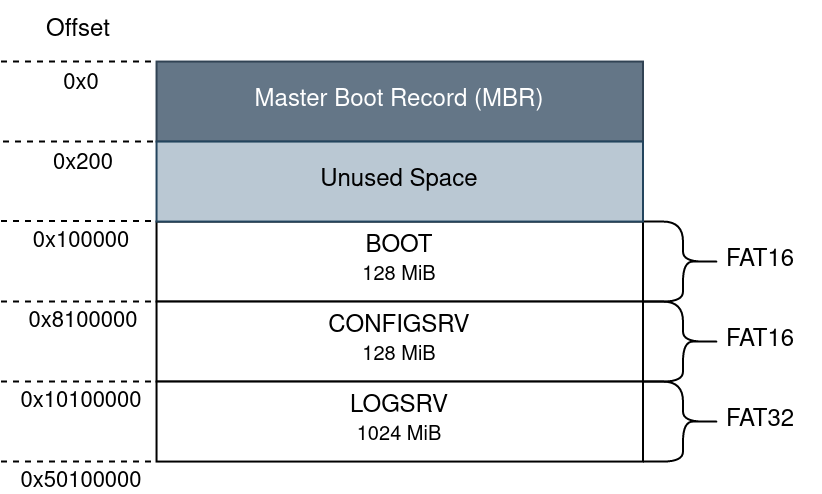 Offset
0x0
Master Boot Record (MBR)
0x200
Unused Space
0x100000
BOOT
128 MiB
FAT16
0x8100000
CONFIGSRV
128 MiB
FAT16
0x10100000
LOGSRV
1024 MiB
FAT32
0x50100000